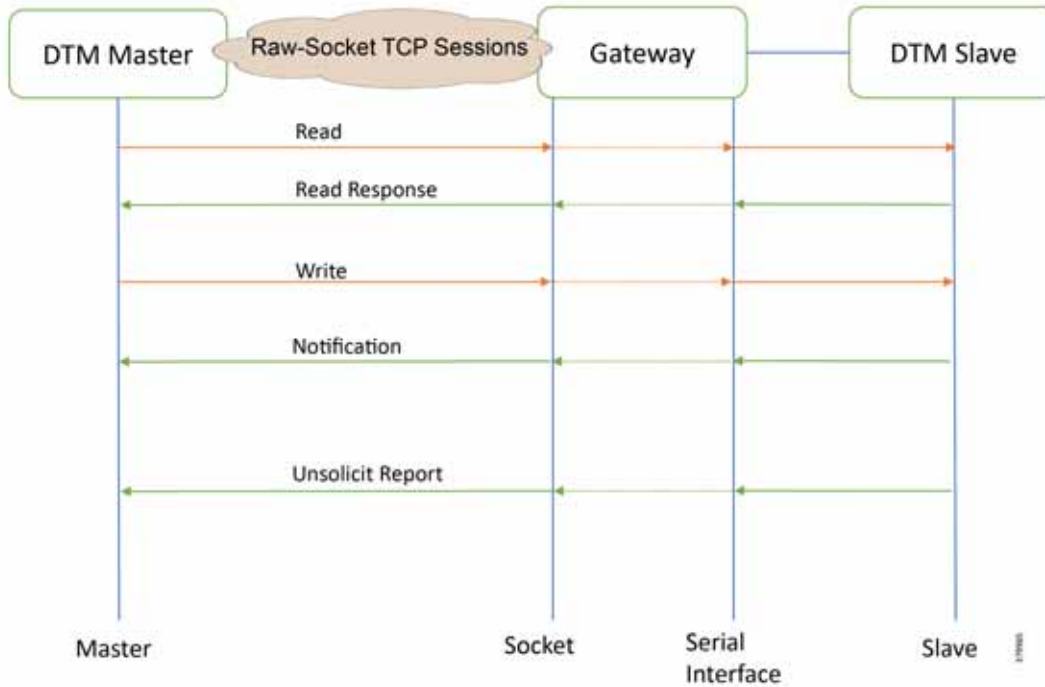 DTM Master
Raw-Socket TCP Sessions
Gateway
DTM Slave
Read
Read Response
Write
Notification
Unsolicit Report
Master
Socket
Serial
Interface
Slave